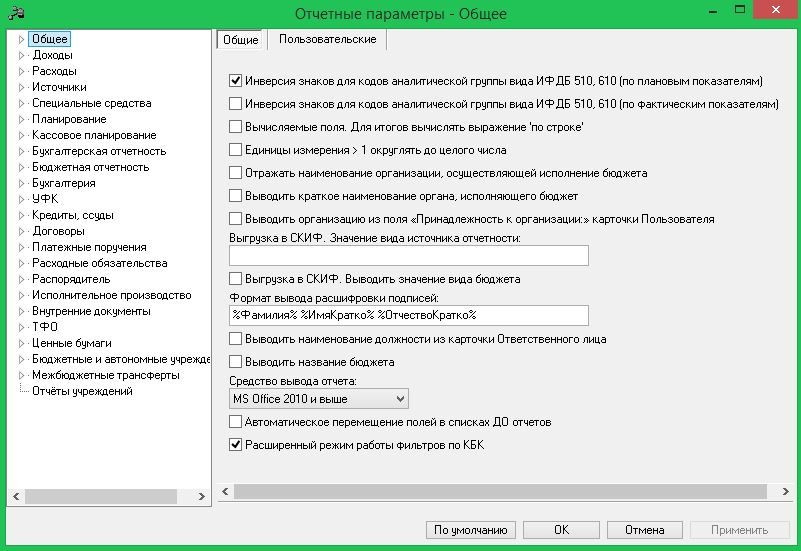 Отчетные параметры - Общее
Общее
Доходы
Расходы
Источники
Специальные средства
Планирование
Кассовое планирование
Бухгалтерская отчетность
Бюджетная отчетность
Бухгалтерия
УФК
Кредиты, ссуды
Договоры
Платежные поручения
Расходные обязательства
Распорядитель
Исполнительное производство
Внутренние документы
ТФО
Ценные бумаги
Бюджетные и автономные учрежде
Межбюджетные трансферты
Отчёты учреждений
Общие
Пользовательские
Инверсия знаков для кодов аналитической группы вида ИФДБ 510, 610 (по плановым показателям)
Инверсия знаков для кодов аналитической группы вида ИФДБ 510, 610 (по фактическим показателям)
Вычисляемые поля. Для итогов вычислять выражение 'по строке'
Единицы измерения > 1 округлять до целого числа
Отражать наименование организации, осуществляющей исполнение бюджета
Выводить краткое наименование органа, исполняющего бюджет
Выводить организацию из поля «Принадлежность к организации:» карточки Пользователя
Выгрузка в СКИФ. Значение вида источника отчетности:
Выгрузка в СКИФ. Выводить значение вида бюджета
Формат вывода расшифровки подписей:
%Фамилия% %ИмяКратко% %ОтчествоКратко%
Выводить наименование должности из карточки Ответственного лица
Выводить название бюджета
Средство вывода отчета:
MS Office 2010 и выше
Автоматическое перемещение полей в списках ДО отчетов
Расширенный режим работы фильтров по КБК
По умолчанию
OK
Отмена
Применить